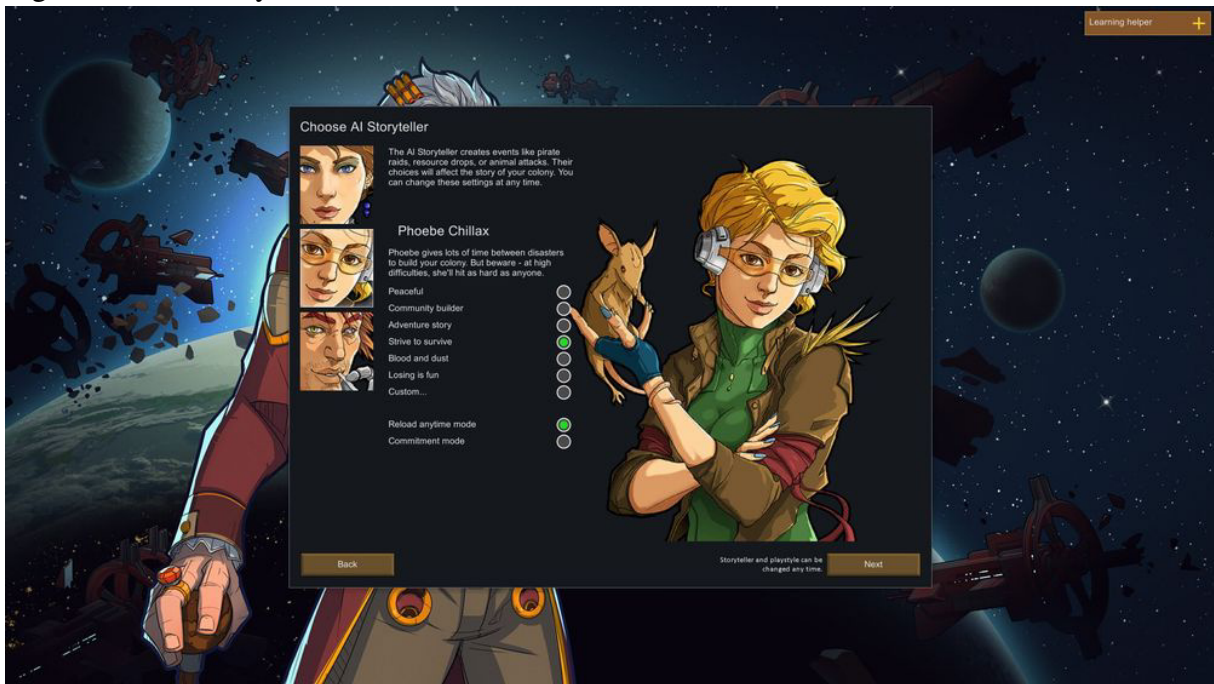 Learning helper
Choose AI Storyteller
The AI Storyteller creates events like pirate
raids, resource drops, or animal attacks. Their
choices will affect the story of your colony. You
can change these settings at any time.
Phoebe Chillax
Phoebe gives lots of time between disasters
to build your colony. But beware - at high
difficulties, she'll hit as hard as anyone.
Peaceful
Community builder
Adventure story
Strive to survive
Blood and dust
Losing is fun
Custom...
Reload anytime mode
Commitment mode
Back
Storyteller and playstyle can be
changed any time.
Next